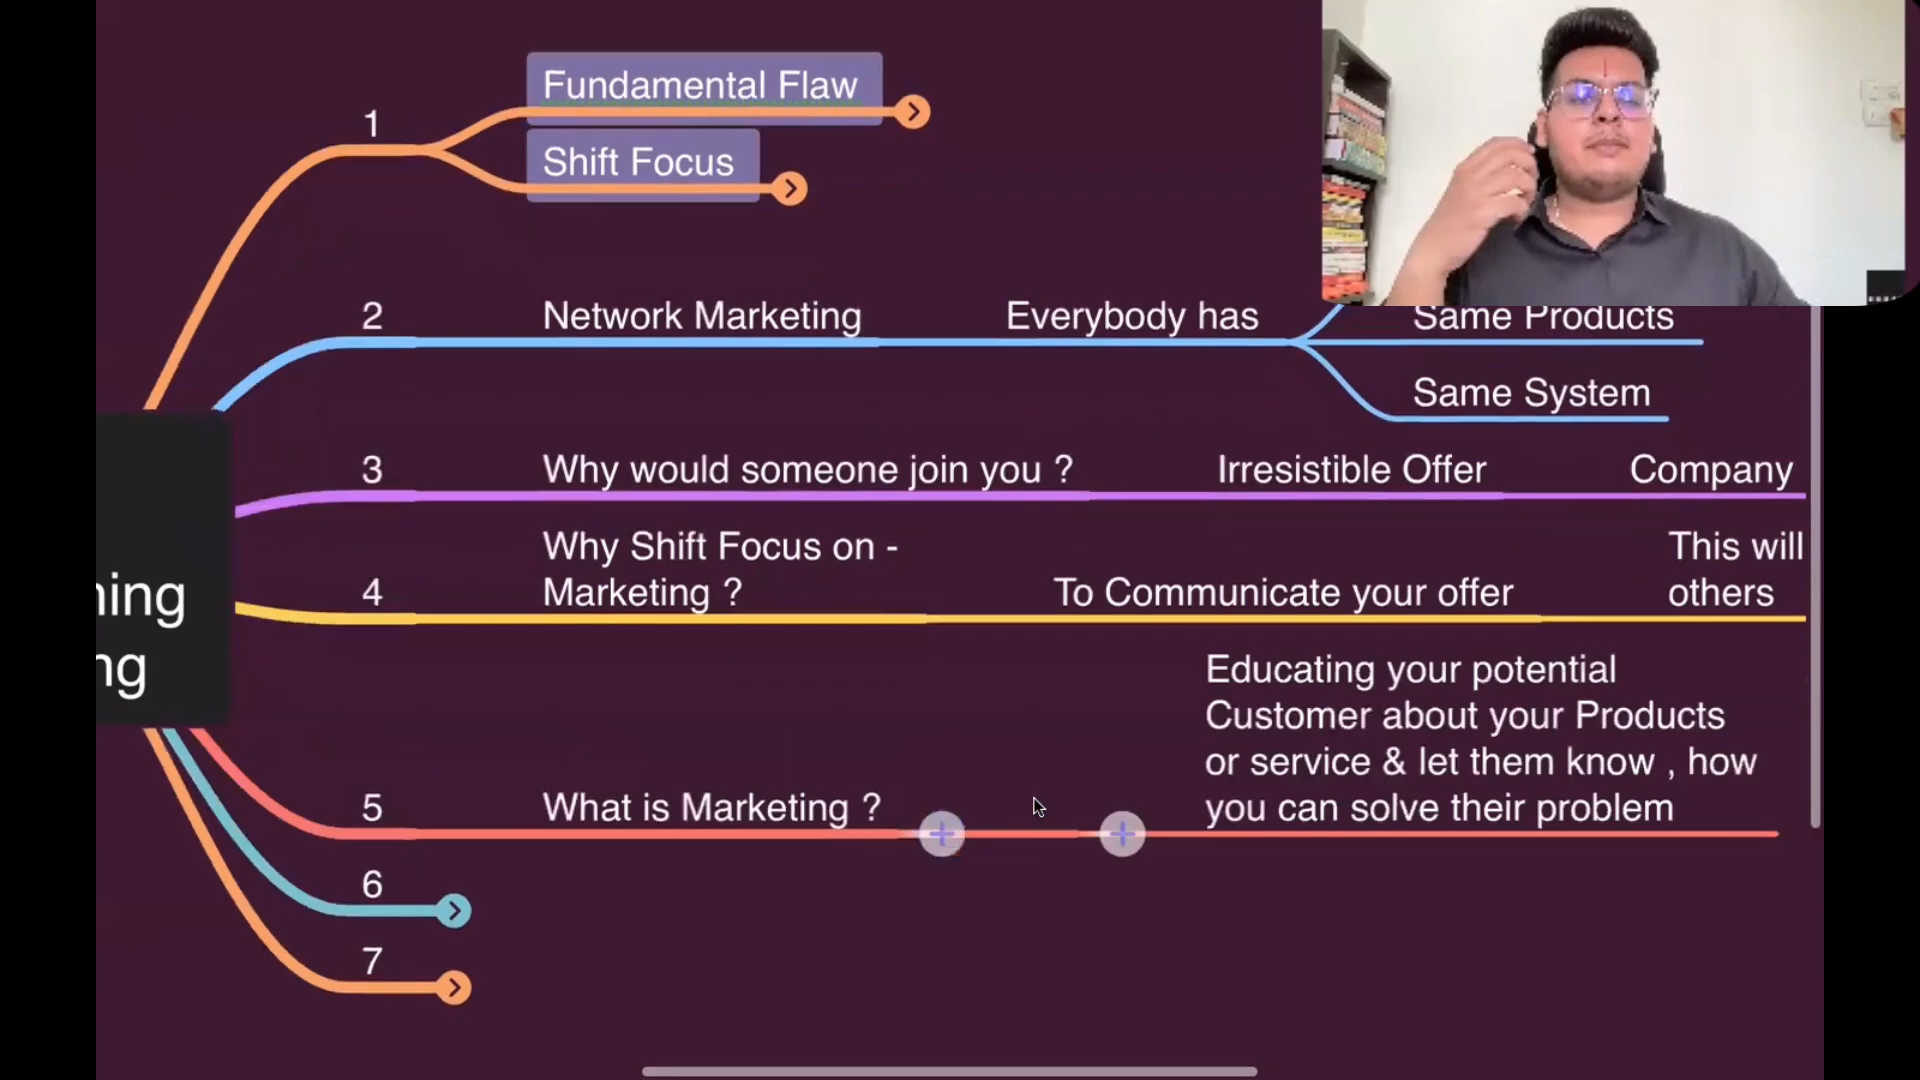 1
Fundamental Flaw
Shift Focus
2
Network Marketing
Everybody has
Same Products
Same System
3
Why would someone join you ?
Irresistible Offer
Company
4
Why Shift Focus on -
Marketing ?
To Communicate your offer
This will
others
5
What is Marketing ?
Educating your potential
Customer about your Products
or service & let them know , how
you can solve their problem
6
7